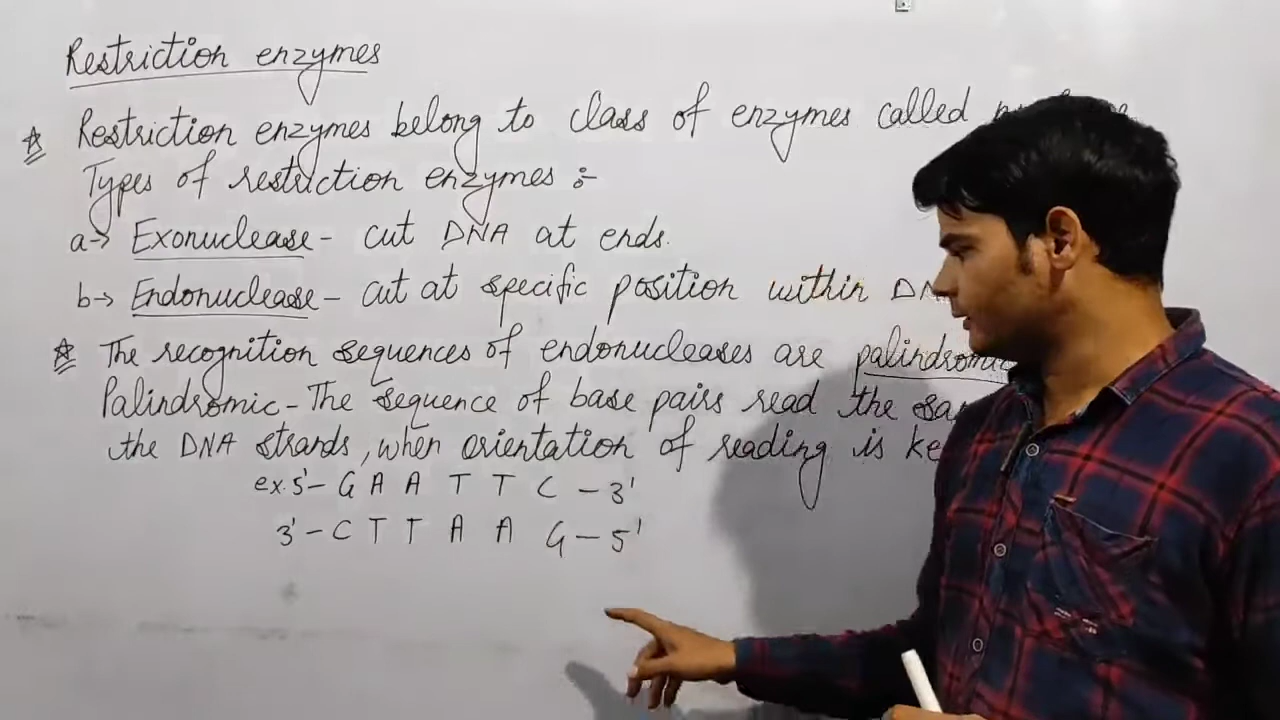 Restriction enzymes
Restriction enzymes belong to class of enzymes called
Types of restriction enzymes :-
a→ Exonuclease - cut DNA at ends.
b→ Endonuclease - cut at specific position within
The recognition sequences of endonucleases are palindromic
Palindromic - The sequence of base pairs read the
the DNA strands, when orientation of reading is
ex. 5'- G A A T T C - 3'
3'- C T T A A G - 5'